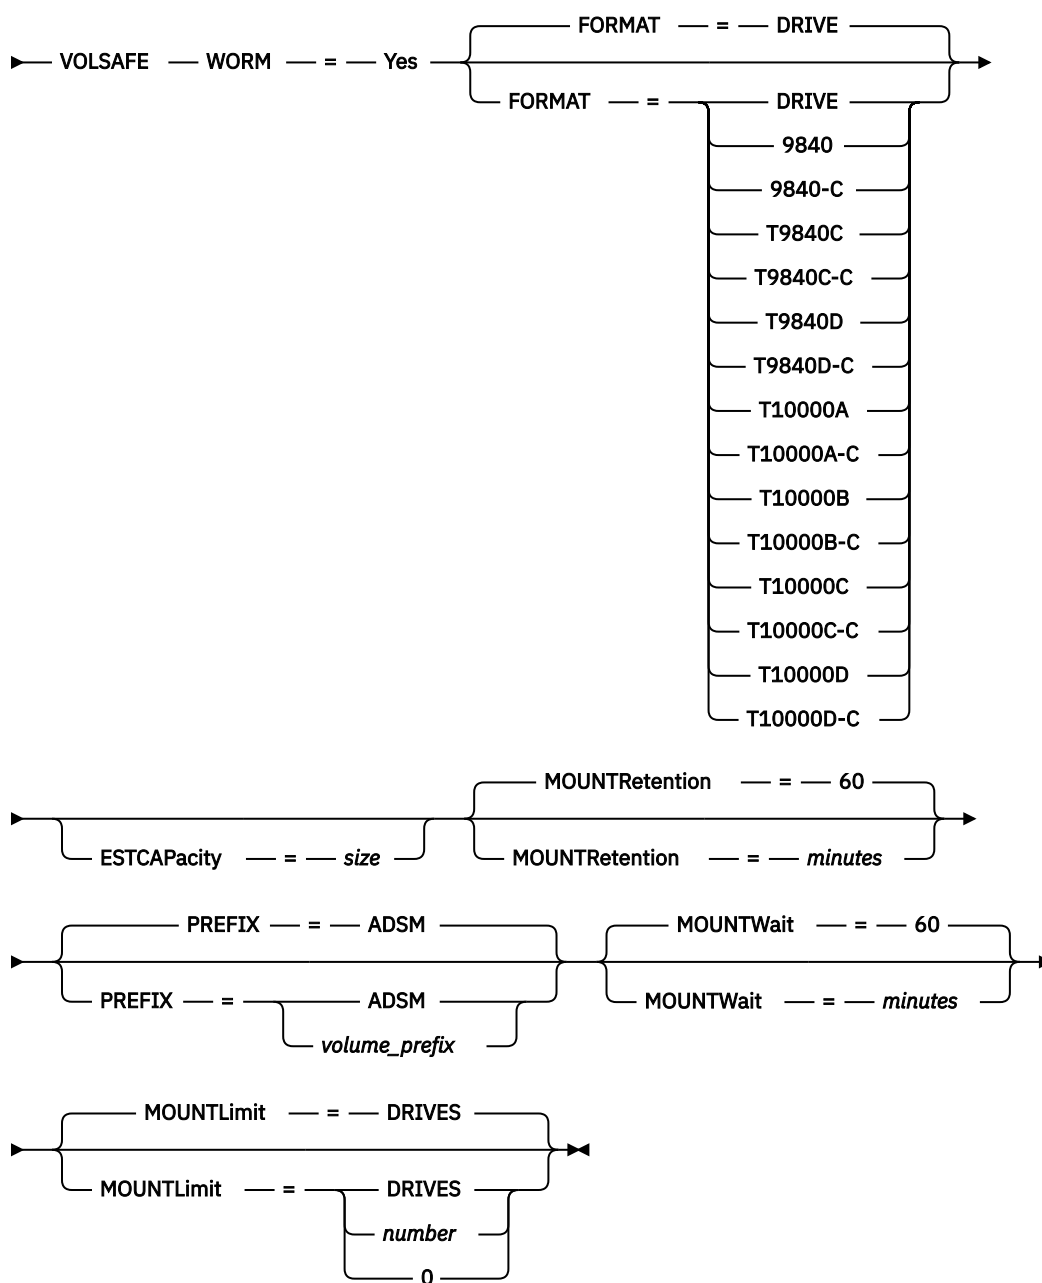 FORMAT = DRIVE
VOLSAFE WORM = Yes
FORMAT = DRIVE
9840
9840-C
T9840C
T9840C-C
T9840D
T9840D-C
T10000A
T10000A-C
T10000B
T10000B-C
T10000C
T10000C-C
T10000D
T10000D-C
MOUNTRetention = 60
ESTCAPacity = size
MOUNTRetention = minutes
PREFIX = ADSM
MOUNTWait = 60
PREFIX = ADSM
MOUNTWait = minutes
volume_prefix
MOUNTLimit = DRIVES
MOUNTLimit = DRIVES
number
0